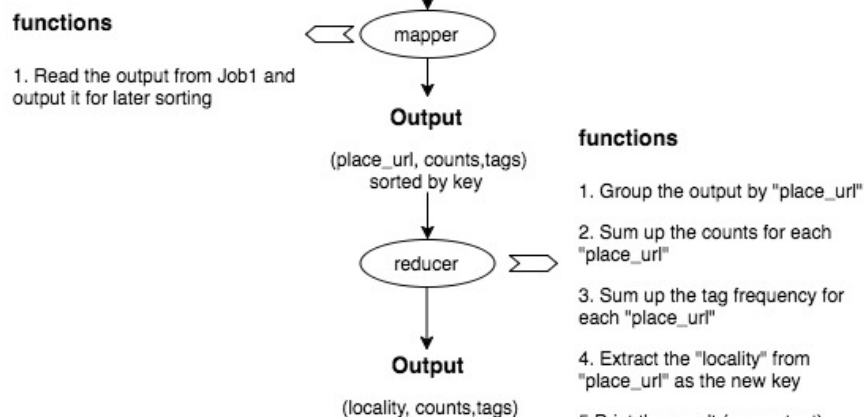 functions
1. Read the output from Job1 and
output it for later sorting
mapper
Output
(place_url, counts,tags)
sorted by key
reducer
Output
(locality, counts,tags)
functions
1. Group the output by "place_url"
2. Sum up the counts for each
"place_url"
3. Sum up the tag frequency for
each "place_url"
4. Extract the "locality" from
"place_url" as the new key